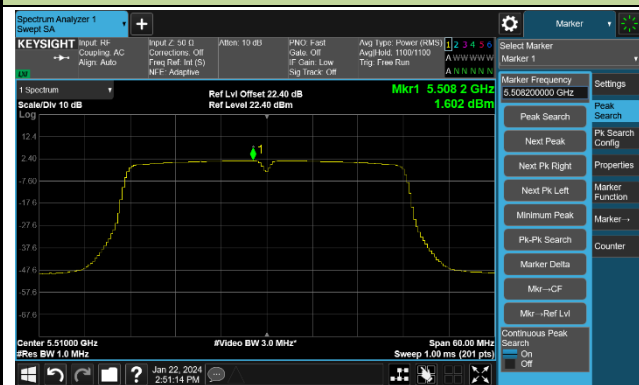 Spectrum Analyzer 1
Swept SA
Marker
KEYSIGHT
Input: RF
Coupling: AC
Align: Auto
Input Z: 50 Ω
Corrections: Off
Freq Ref: Int (S)
NFE: Adaptive
Atten: 10 dB
PNO: Fast
Gate: Off
IF Gain: Low
Sig Track: Off
Avg Type: Power (RMS)
Avg|Hold: 1100/1100
Trig: Free Run
1 2 3 4 5 6
A W W W W W
A N N N N N
Select Marker
Marker 1
LXI
1 Spectrum
Scale/Div 10 dB
Log
Ref Lvl Offset 22.40 dB
Ref Level 22.40 dBm
Mkr1 5.508 2 GHz
1.602 dBm
12.4
2.40
-7.60
-17.6
-27.6
-37.6
-47.6
-57.6
-67.6
1
Center 5.51000 GHz
#Res BW 1.0 MHz
#Video BW 3.0 MHz*
Span 60.00 MHz
Sweep 1.00 ms (201 pts)
Marker Frequency
5.508200000 GHz
Peak Search
Next Peak
Next Pk Right
Next Pk Left
Minimum Peak
Pk-Pk Search
Marker Delta
Mkr→CF
Mkr→Ref Lvl
Continuous Peak
Search
On
Off
Settings
Peak
Search
Pk Search
Config
Properties
Marker
Function
Marker→
Counter
Jan 22, 2024
2:51:14 PM